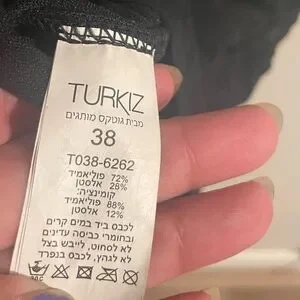 TURKIZ
מבית גוטקס מותגים
38
T038-6262
72% פוליאמיד
28% אלסטן
קומינציה:
88% פוליאמיד
12% אלסטן
לכבס ביד במים קרים
ובחומרי כביסה עדינים
לא לסחוט, לייבש בצל
לא לגהץ, לכבס בנפרד